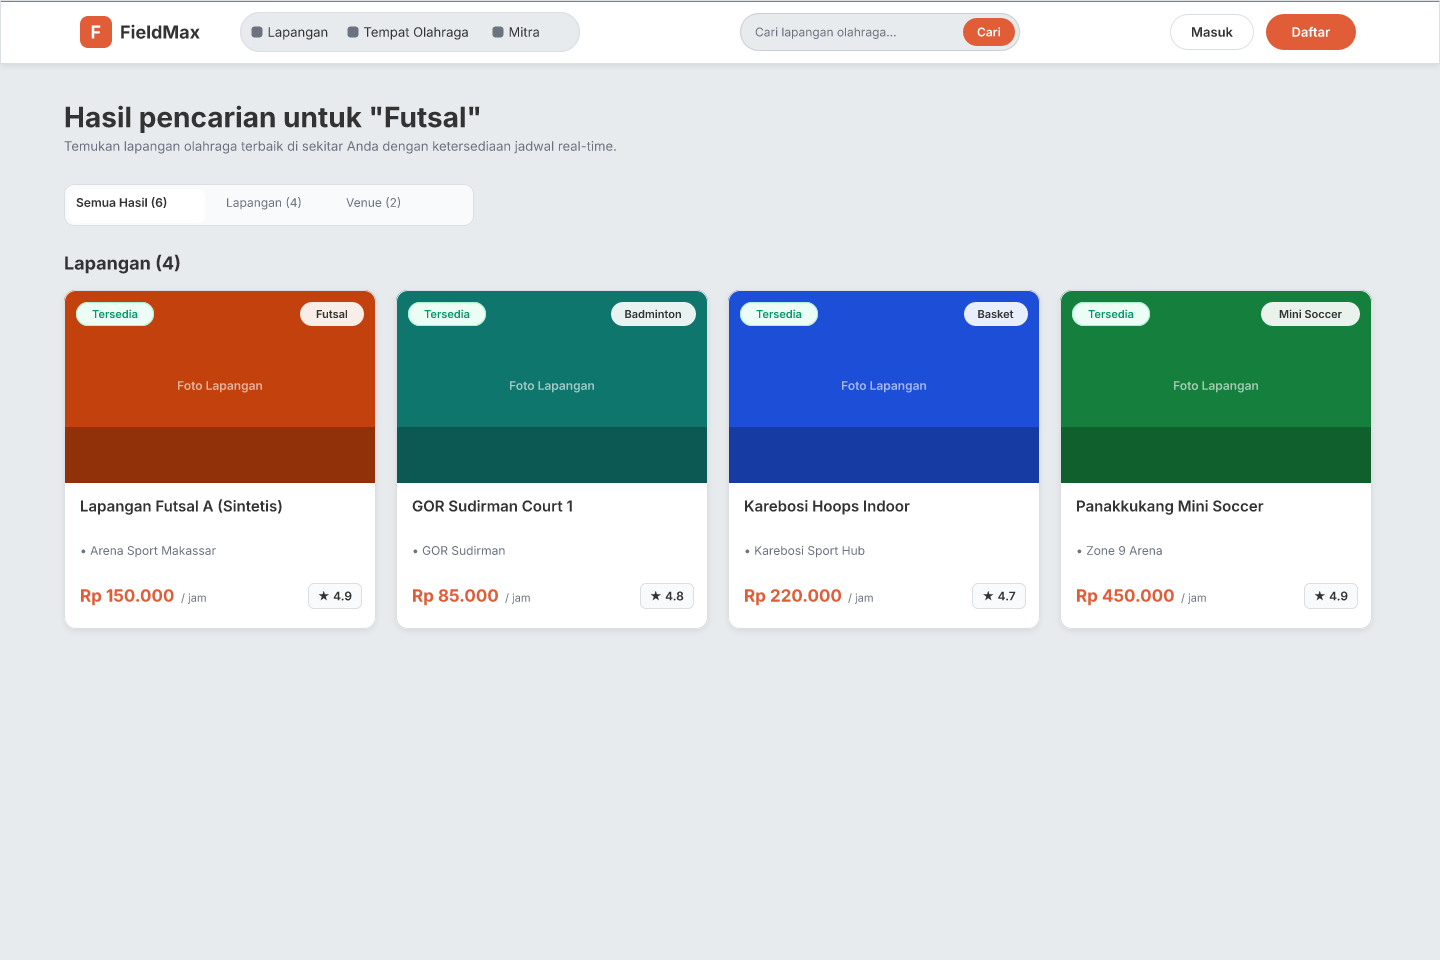 F FieldMax Lapangan Tempat Olahraga Mitra Cari lapangan olahraga... Cari Masuk Daftar
Hasil pencarian untuk "Futsal"
Temukan lapangan olahraga terbaik di sekitar Anda dengan ketersediaan jadwal real-time.
Semua Hasil (6) Lapangan (4) Venue (2)
Lapangan (4)
Tersedia Futsal
Foto Lapangan
Lapangan Futsal A (Sintetis)
• Arena Sport Makassar
Rp 150.000 / jam ★ 4.9
Tersedia Badminton
Foto Lapangan
GOR Sudirman Court 1
• GOR Sudirman
Rp 85.000 / jam ★ 4.8
Tersedia Basket
Foto Lapangan
Karebosi Hoops Indoor
• Karebosi Sport Hub
Rp 220.000 / jam ★ 4.7
Tersedia Mini Soccer
Foto Lapangan
Panakkukang Mini Soccer
• Zone 9 Arena
Rp 450.000 / jam ★ 4.9